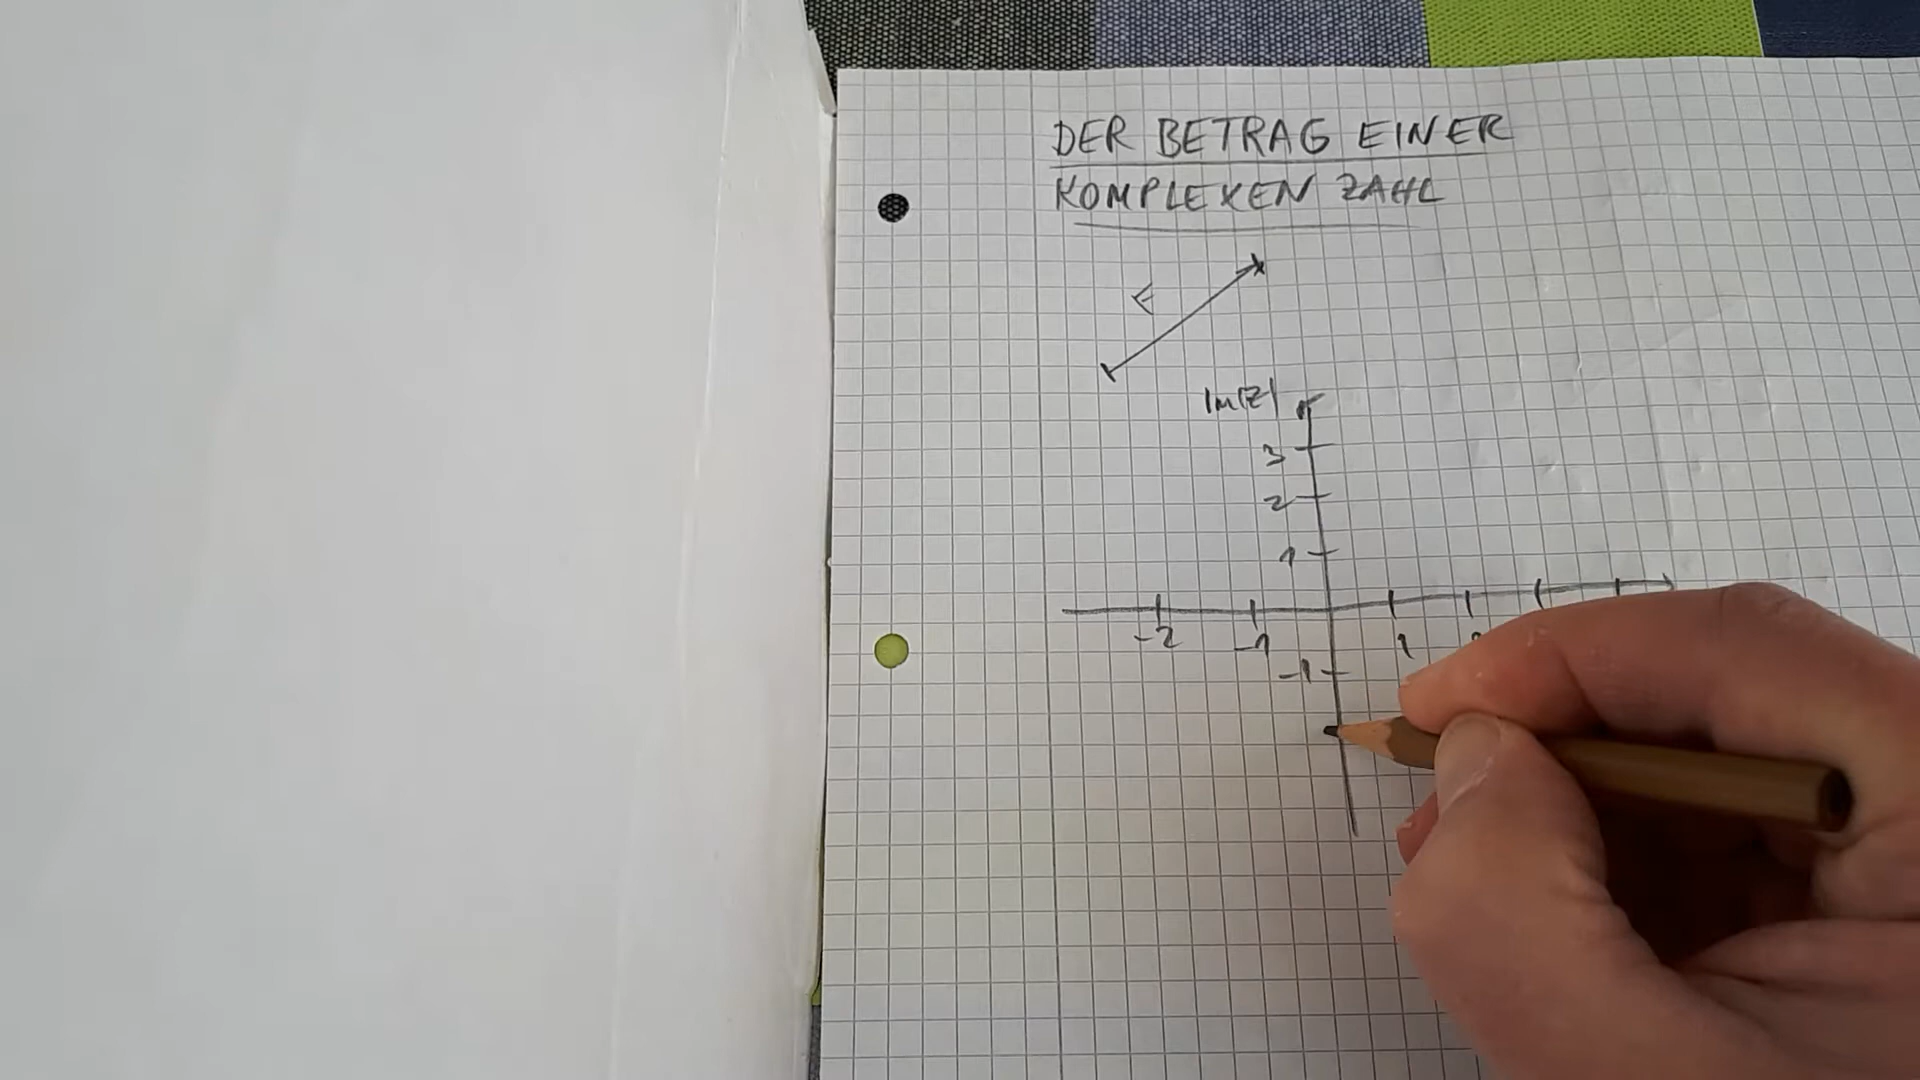 DER BETRAG EINER
KOMPLEXEN ZAHL
Im(Z)
3
2
1
-2 -1 1
-1